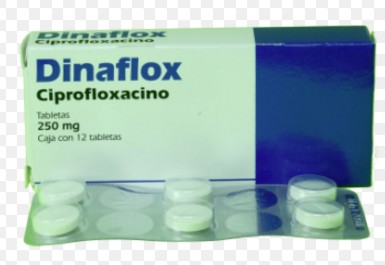 Dinaflox
Ciprofloxacino
Dinaflox
Ciprofloxacino
Tabletas
250 mg
Caja con 12 tabletas